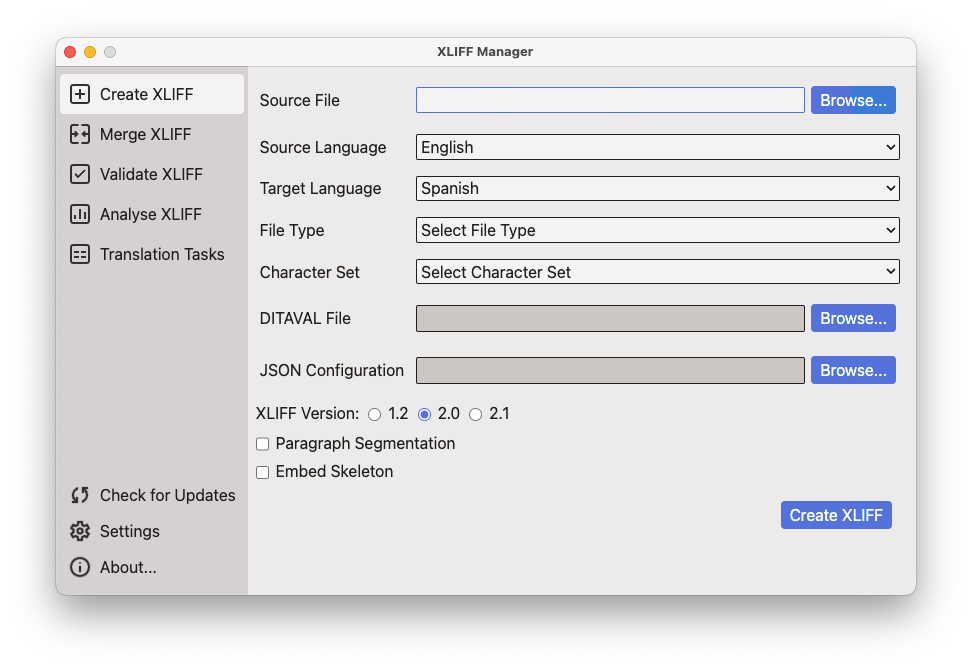 XLIFF Manager
Create XLIFF
Merge XLIFF
Validate XLIFF
Analyse XLIFF
Translation Tasks
Check for Updates
Settings
About...
Source File
Browse...
Source Language
English
Target Language
Spanish
File Type
Select File Type
Character Set
Select Character Set
DITAVAL File
Browse...
JSON Configuration
Browse...
XLIFF Version: 1.2 2.0 2.1
Paragraph Segmentation
Embed Skeleton
Create XLIFF